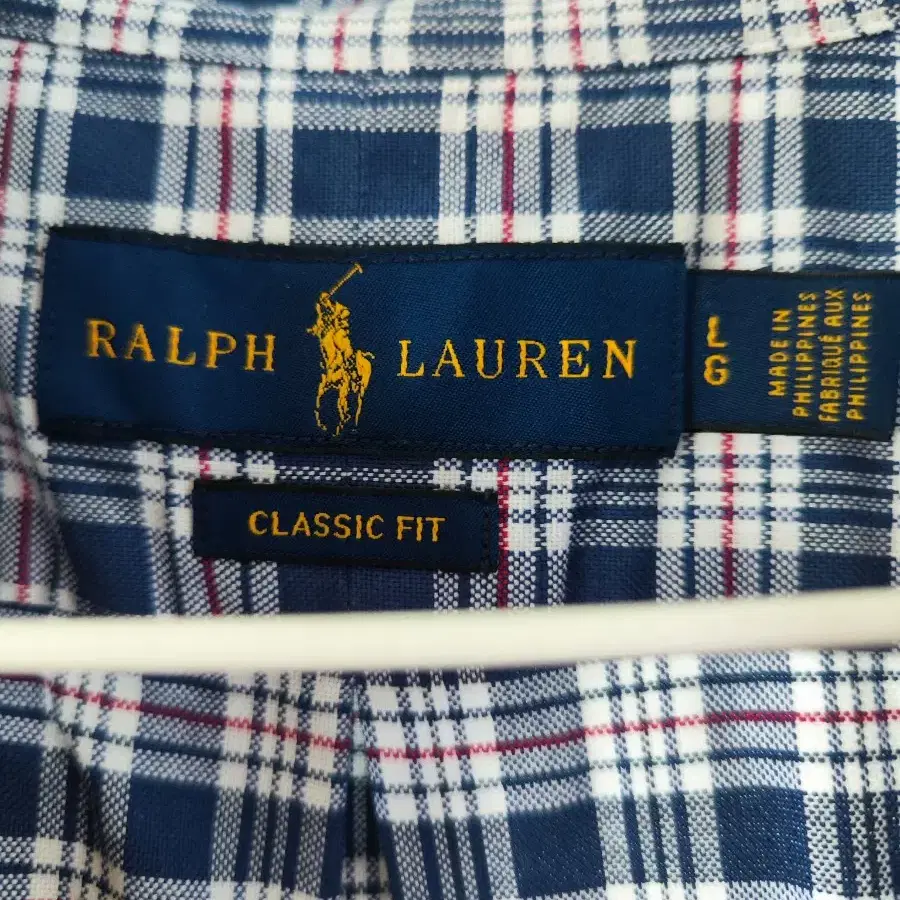 RALPH LAUREN
L
G
MADE IN
PHILIPPINES
FABRIQUÉ AUX
PHILIPPINES
CLASSIC FIT